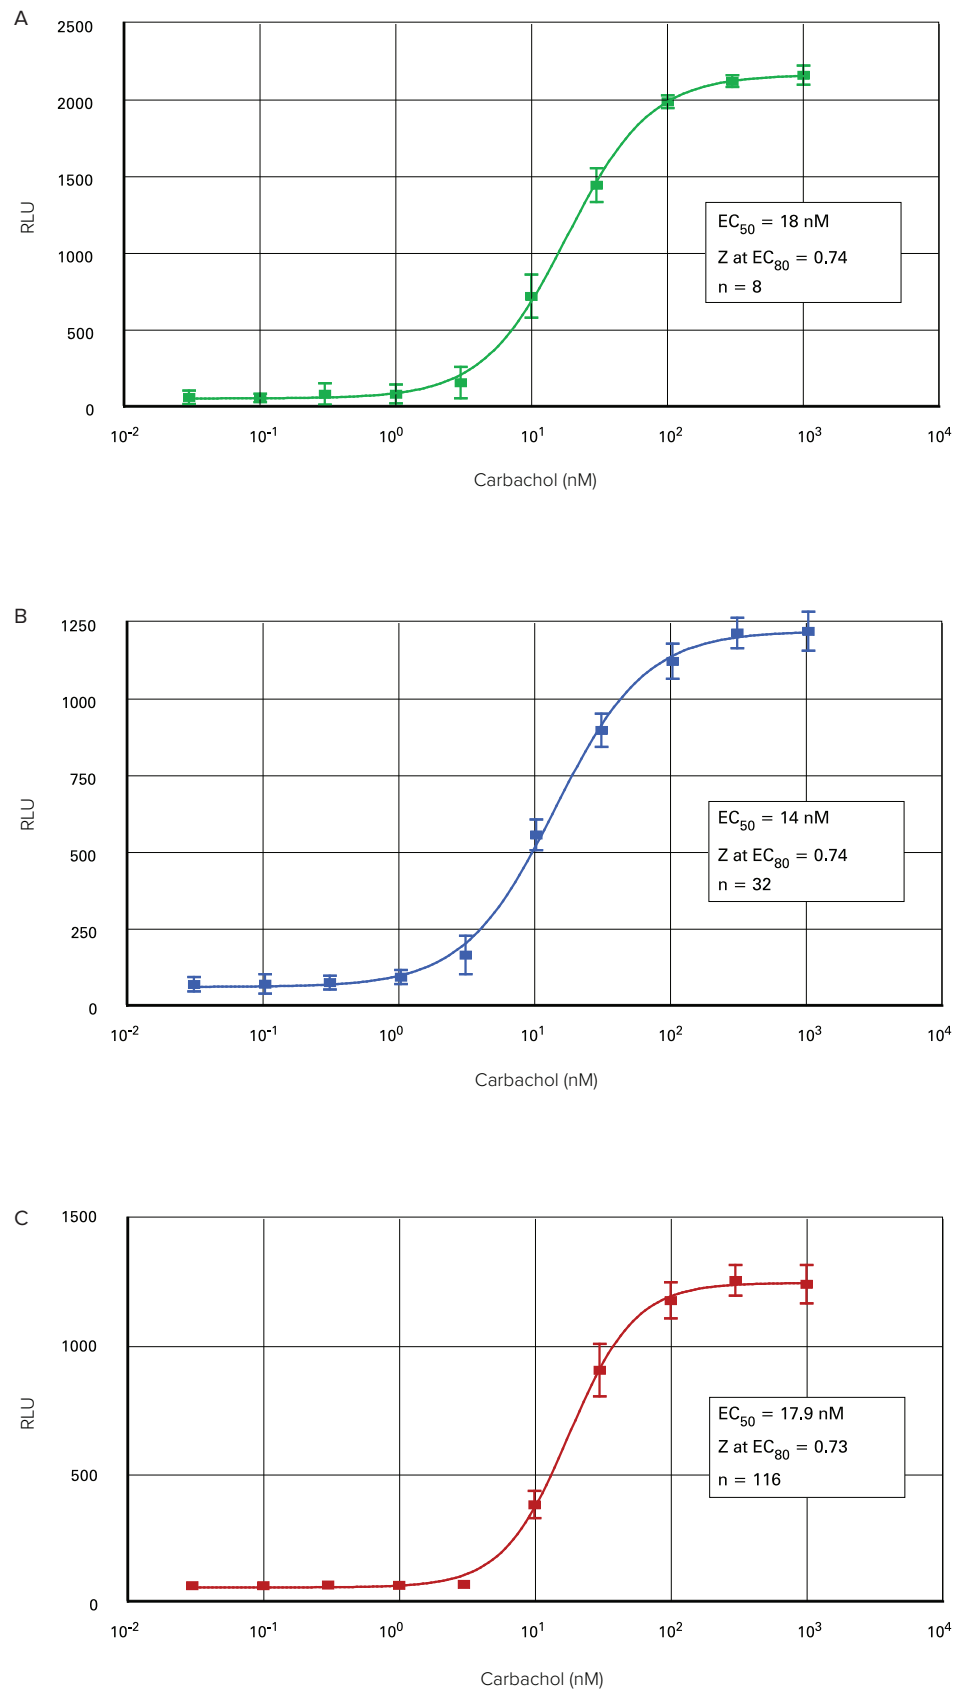 A
2500
2000
1500
1000
500
0
RLU
EC50 = 18 nM
Z at EC80 = 0.74
n = 8
10-2 10-1 100 101 102 103 104
Carbachol (nM)
B
1250
1000
750
500
250
0
RLU
EC50 = 14 nM
Z at EC80 = 0.74
n = 32
10-2 10-1 100 101 102 103 104
Carbachol (nM)
C
1500
1000
500
0
RLU
EC50 = 17.9 nM
Z at EC80 = 0.73
n = 116
10-2 10-1 100 101 102 103 104
Carbachol (nM)